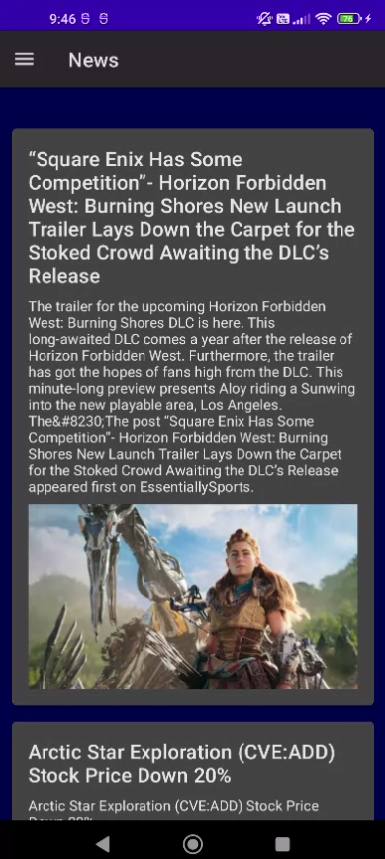 9:46
76
News
“Square Enix Has Some
Competition”- Horizon Forbidden
West: Burning Shores New Launch
Trailer Lays Down the Carpet for the
Stoked Crowd Awaiting the DLC’s
Release
The trailer for the upcoming Horizon Forbidden
West: Burning Shores DLC is here. This
long-awaited DLC comes a year after the release of
Horizon Forbidden West. Furthermore, the trailer
has got the hopes of fans high from the DLC. This
minute-long preview presents Aloy riding a Sunwing
into the new playable area, Los Angeles.
The&#8230;The post “Square Enix Has Some
Competition”- Horizon Forbidden West: Burning
Shores New Launch Trailer Lays Down the Carpet
for the Stoked Crowd Awaiting the DLC’s Release
appeared first on EssentiallySports.
Arctic Star Exploration (CVE:ADD)
Stock Price Down 20%
Arctic Star Exploration (CVE:ADD) Stock Price
Down 20%